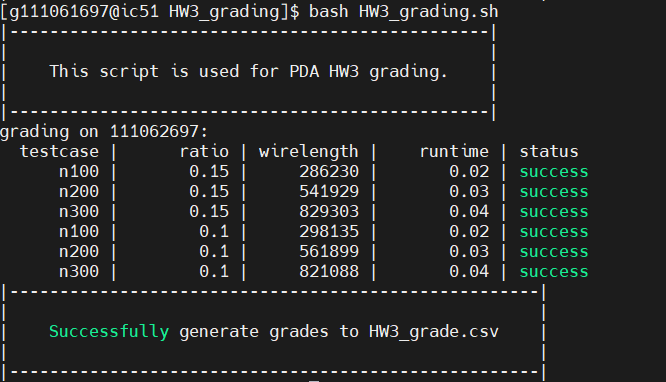 [g111061697@ic51 HW3_grading]$ bash HW3_grading.sh
|------------------------------------------------|
|                                                |
|    This script is used for PDA HW3 grading.    |
|                                                |
|------------------------------------------------|
grading on 111062697:
  testcase |      ratio | wirelength |    runtime | status
      n100 |       0.15 |     286230 |       0.02 | success
      n200 |       0.15 |     541929 |       0.03 | success
      n300 |       0.15 |     829303 |       0.04 | success
      n100 |        0.1 |     298135 |       0.02 | success
      n200 |        0.1 |     561899 |       0.03 | success
      n300 |        0.1 |     821088 |       0.04 | success
|-----------------------------------------------------|
|                                                     |
|    Successfully generate grades to HW3_grade.csv    |
|                                                     |
|-----------------------------------------------------|